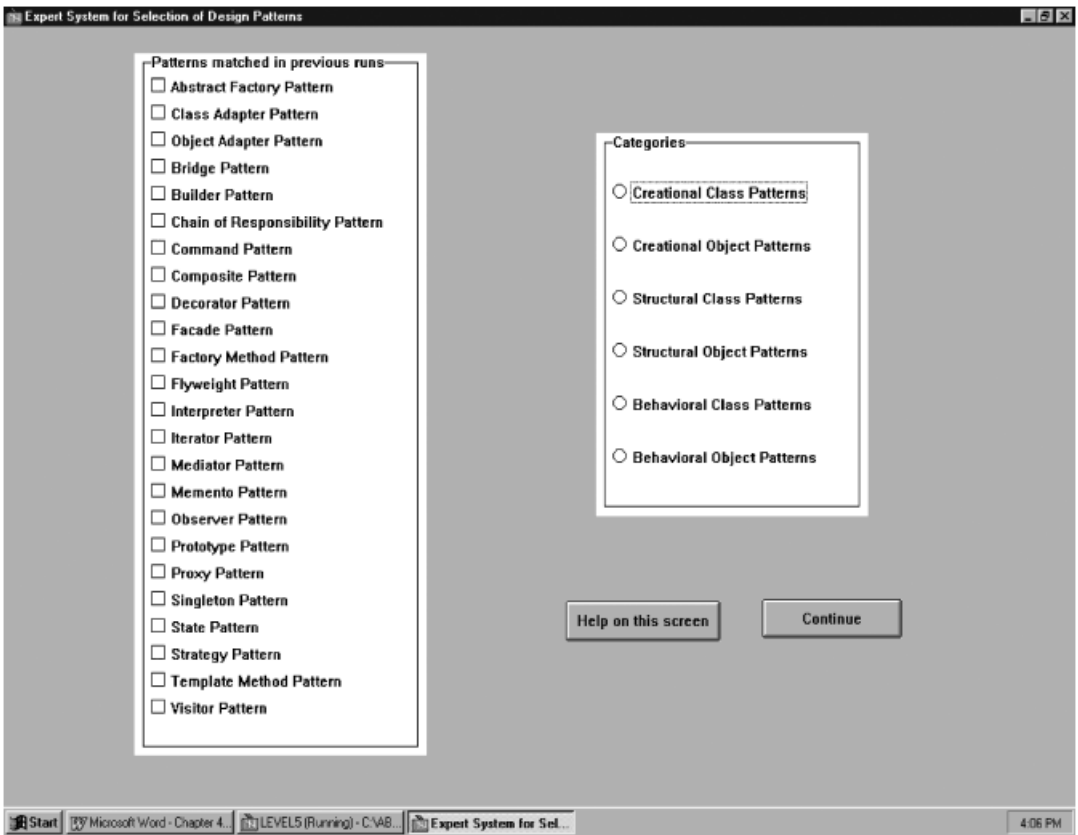 Expert System for Selection of Design Patterns
Patterns matched in previous runs
Abstract Factory Pattern
Class Adapter Pattern
Object Adapter Pattern
Bridge Pattern
Builder Pattern
Chain of Responsibility Pattern
Command Pattern
Composite Pattern
Decorator Pattern
Facade Pattern
Factory Method Pattern
Flyweight Pattern
Interpreter Pattern
Iterator Pattern
Mediator Pattern
Memento Pattern
Observer Pattern
Prototype Pattern
Proxy Pattern
Singleton Pattern
State Pattern
Strategy Pattern
Template Method Pattern
Visitor Pattern
Categories
Creational Class Patterns
Creational Object Patterns
Structural Class Patterns
Structural Object Patterns
Behavioral Class Patterns
Behavioral Object Patterns
Help on this screen
Continue
Start
Microsoft Word - Chapter 4...
LEVEL5 (Running) - C:\AB...
Expert System for Sel...
4:06 PM